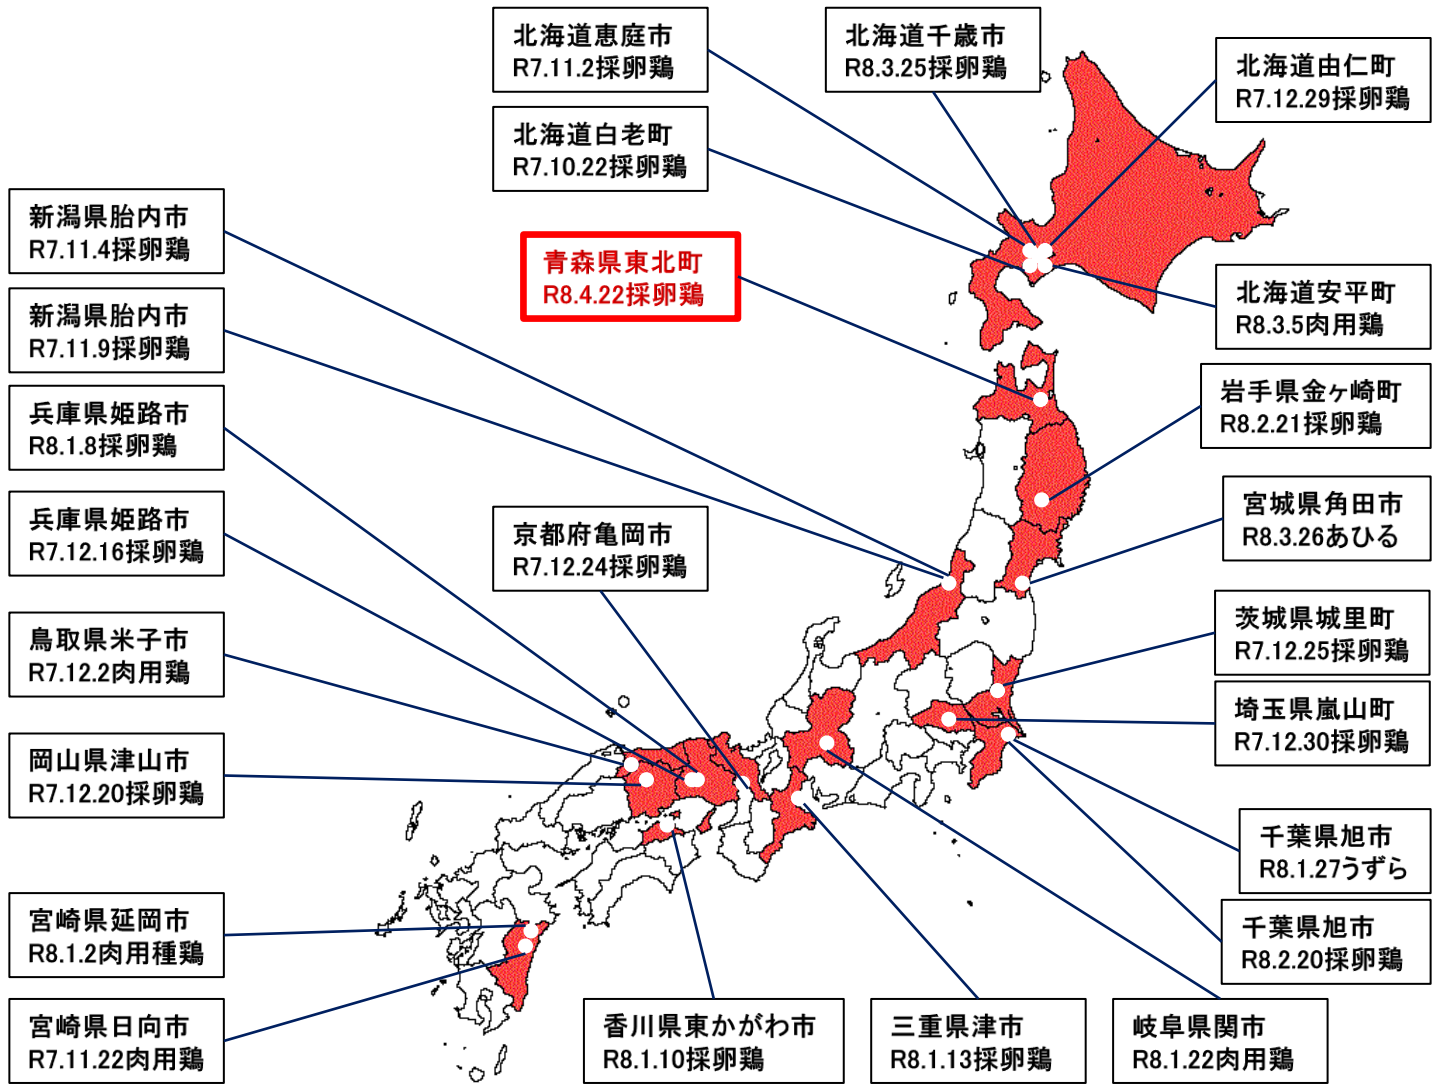 北海道恵庭市
R7.11.2採卵鶏
北海道千歳市
R8.3.25採卵鶏
北海道由仁町
R7.12.29採卵鶏
北海道白老町
R7.10.22採卵鶏
新潟県胎内市
R7.11.4採卵鶏
青森県東北町
R8.4.22採卵鶏
北海道安平町
R8.3.5肉用鶏
新潟県胎内市
R7.11.9採卵鶏
岩手県金ヶ崎町
R8.2.21採卵鶏
兵庫県姫路市
R8.1.8採卵鶏
宮城県角田市
R8.3.26あひる
兵庫県姫路市
R7.12.16採卵鶏
京都府亀岡市
R7.12.24採卵鶏
茨城県城里町
R7.12.25採卵鶏
鳥取県米子市
R7.12.2肉用鶏
埼玉県嵐山町
R7.12.30採卵鶏
岡山県津山市
R7.12.20採卵鶏
千葉県旭市
R8.1.27うずら
宮崎県延岡市
R8.1.2肉用種鶏
千葉県旭市
R8.2.20採卵鶏
宮崎県日向市
R7.11.22肉用鶏
香川県東かがわ市
R8.1.10採卵鶏
三重県津市
R8.1.13採卵鶏
岐阜県関市
R8.1.22肉用鶏